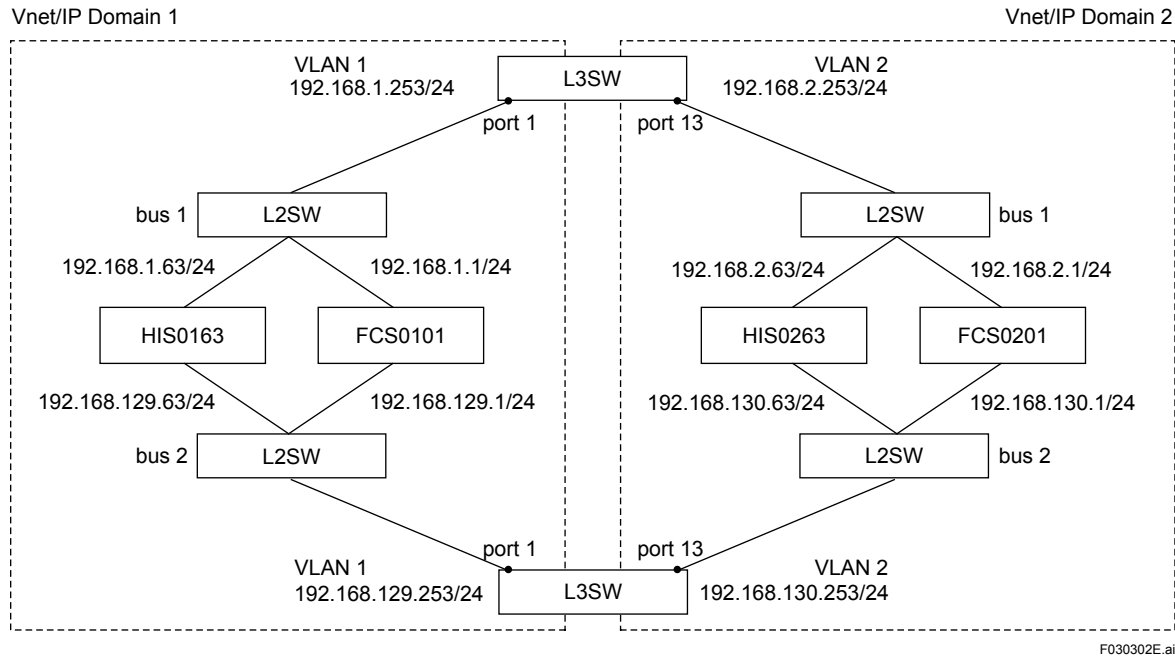 Vnet/IP Domain 1
Vnet/IP Domain 2
VLAN 1
192.168.1.253/24
L3SW
VLAN 2
192.168.2.253/24
port 1
port 13
bus 1
L2SW
L2SW
bus 1
192.168.1.63/24
192.168.1.1/24
192.168.2.63/24
192.168.2.1/24
HIS0163
FCS0101
HIS0263
FCS0201
192.168.129.63/24
192.168.129.1/24
192.168.130.63/24
192.168.130.1/24
bus 2
L2SW
L2SW
bus 2
port 1
port 13
VLAN 1
192.168.129.253/24
L3SW
VLAN 2
192.168.130.253/24
F030302E.ai